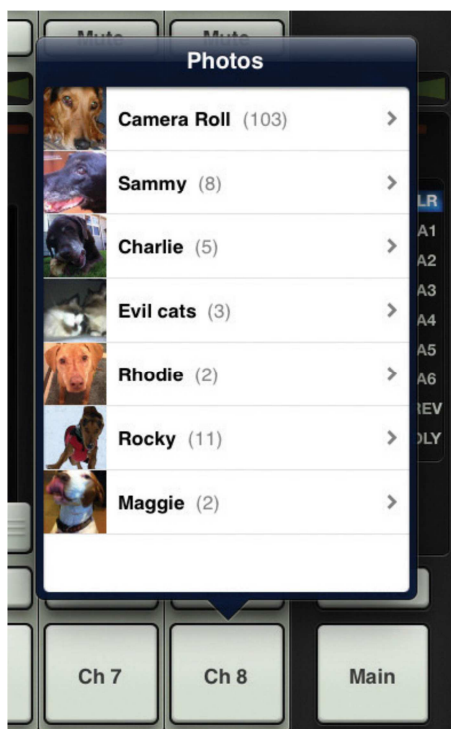 Mute Mute
Photos
Camera Roll (103)
Sammy (8)
Charlie (5)
Evil cats (3)
Rhodie (2)
Rocky (11)
Maggie (2)
LR
A1
A2
A3
A4
A5
A6
REV
DLY
Ch 7 Ch 8 Main